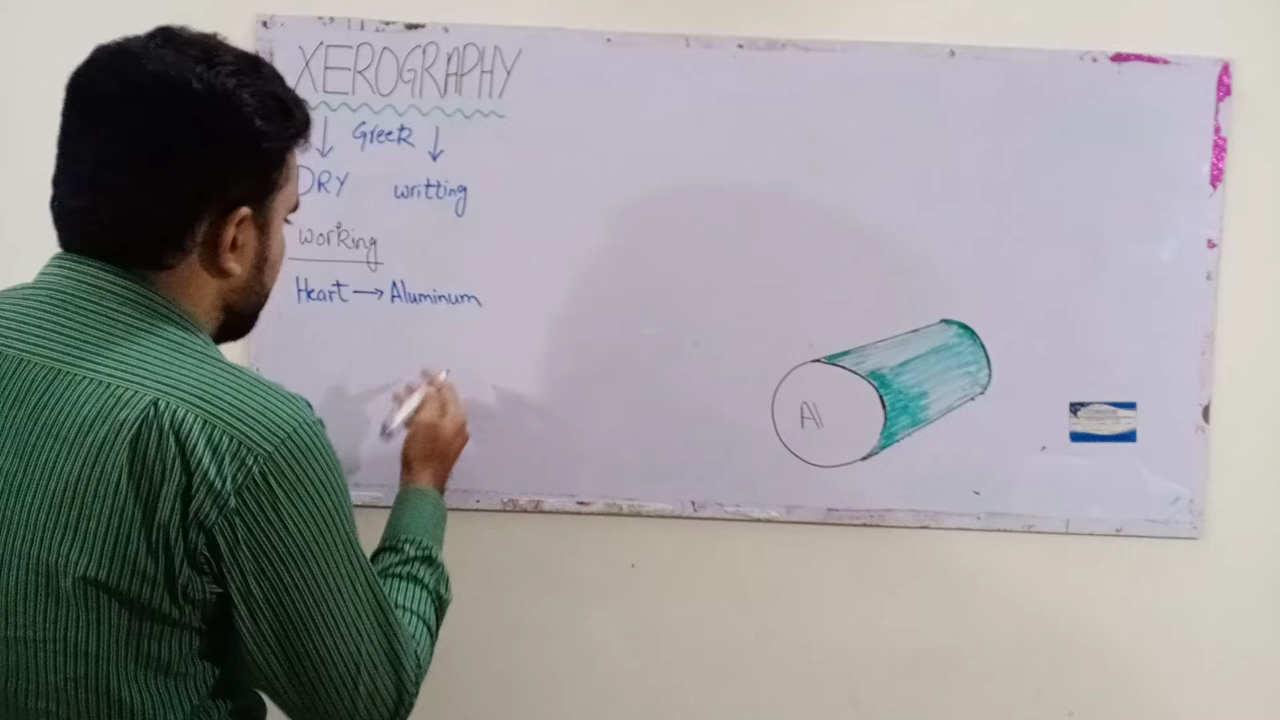 XEROGRAPHY
↓ Greek ↓
DRY writting
working
Heart → Aluminum
Al